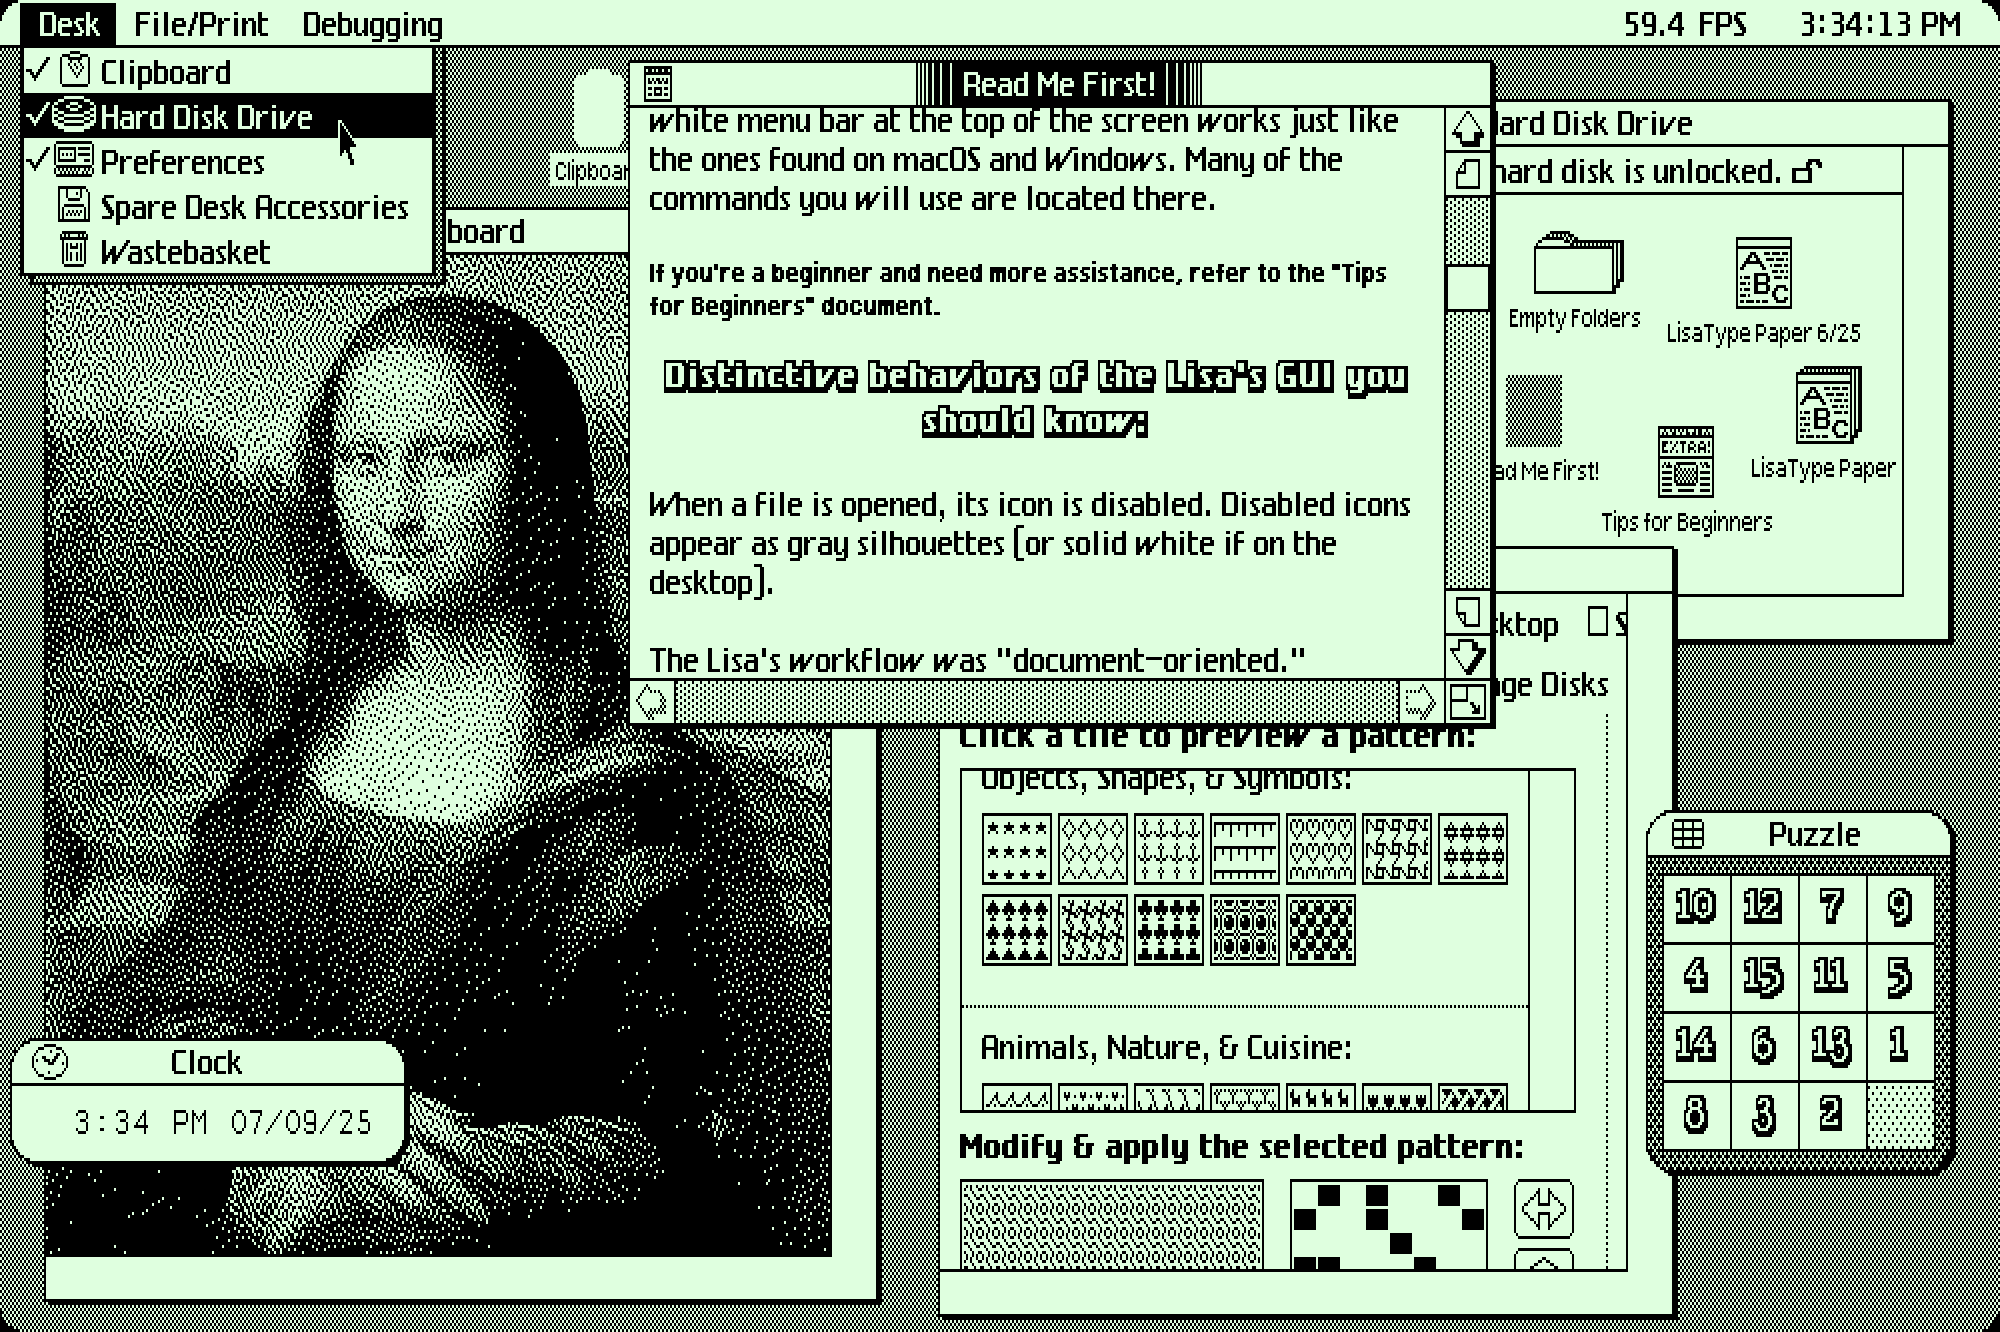 Desk File/Print Debugging 59.4 FPS 3:34:13 PM
Clipboard
Hard Disk Drive
Preferences
Spare Desk Accessories
Wastebasket
Clipboar
board
Read Me First!
white menu bar at the top of the screen works just like
the ones found on macOS and Windows. Many of the
commands you will use are located there.
If you're a beginner and need more assistance, refer to the "Tips
for Beginners" document.
Distinctive behaviors of the Lisa's GUI you
should know:
When a file is opened, its icon is disabled. Disabled icons
appear as gray silhouettes (or solid white if on the
desktop).
The Lisa's workflow was "document-oriented."
ard Disk Drive
hard disk is unlocked.
Empty Folders
LisaType Paper 6/25
ad Me First!
EXTRA!
Tips for Beginners
ABC
LisaType Paper
ktop S
ge Disks
Click a tile to preview a pattern:
Objects, Shapes, & Symbols:
Animals, Nature, & Cuisine:
Modify & apply the selected pattern:
Clock
3:34 PM 07/09/25
Puzzle
10 12 7 9
4 15 11 5
14 6 13 1
8 3 2